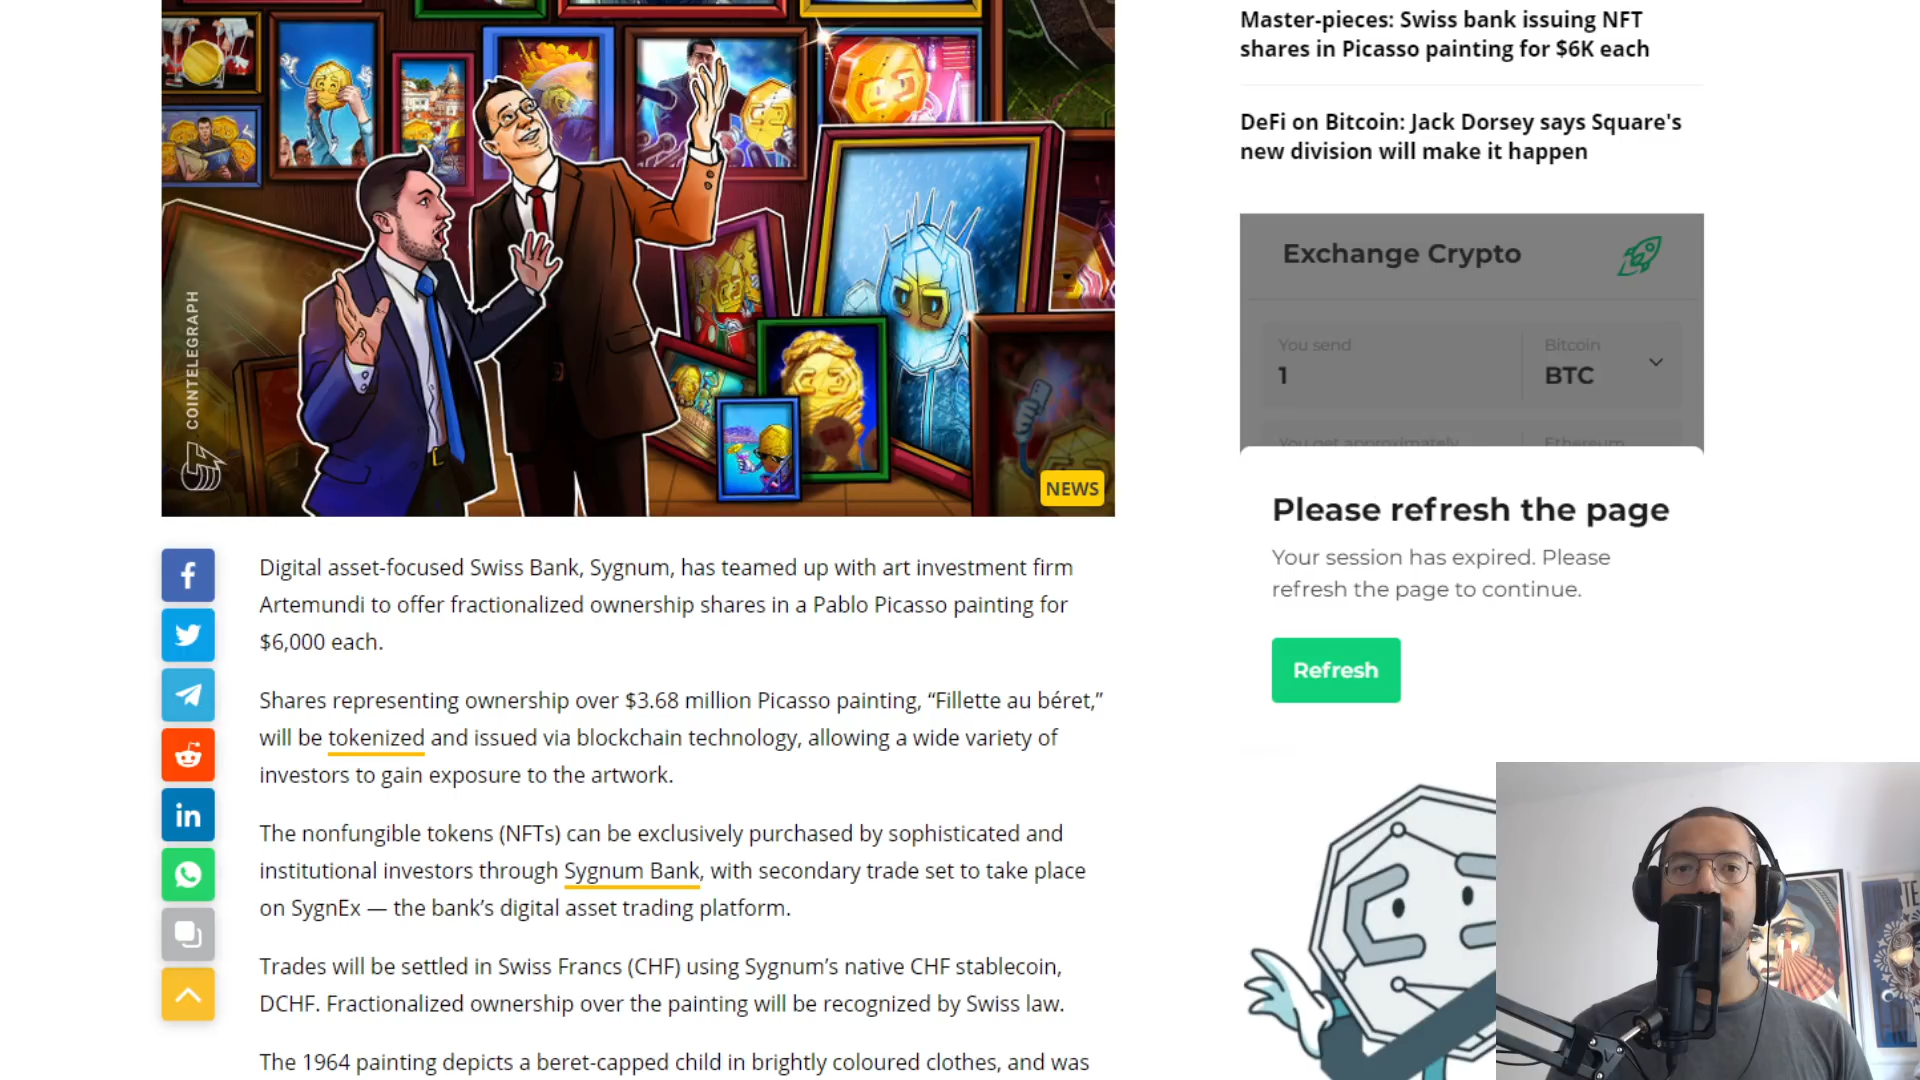 COINTELEGRAPH
NEWS
Digital asset-focused Swiss Bank, Sygnum, has teamed up with art investment firm
Artemundi to offer fractionalized ownership shares in a Pablo Picasso painting for
$6,000 each.
Shares representing ownership over $3.68 million Picasso painting, “Fillette au béret,”
will be tokenized and issued via blockchain technology, allowing a wide variety of
investors to gain exposure to the artwork.
The nonfungible tokens (NFTs) can be exclusively purchased by sophisticated and
institutional investors through Sygnum Bank, with secondary trade set to take place
on SygnEx — the bank’s digital asset trading platform.
Trades will be settled in Swiss Francs (CHF) using Sygnum’s native CHF stablecoin,
DCHF. Fractionalized ownership over the painting will be recognized by Swiss law.
The 1964 painting depicts a beret-capped child in brightly coloured clothes, and was
Master-pieces: Swiss bank issuing NFT
shares in Picasso painting for $6K each
DeFi on Bitcoin: Jack Dorsey says Square's
new division will make it happen
Exchange Crypto
You send
1
Bitcoin
BTC
You get approximately
Ethereum
Please refresh the page
Your session has expired. Please
refresh the page to continue.
Refresh